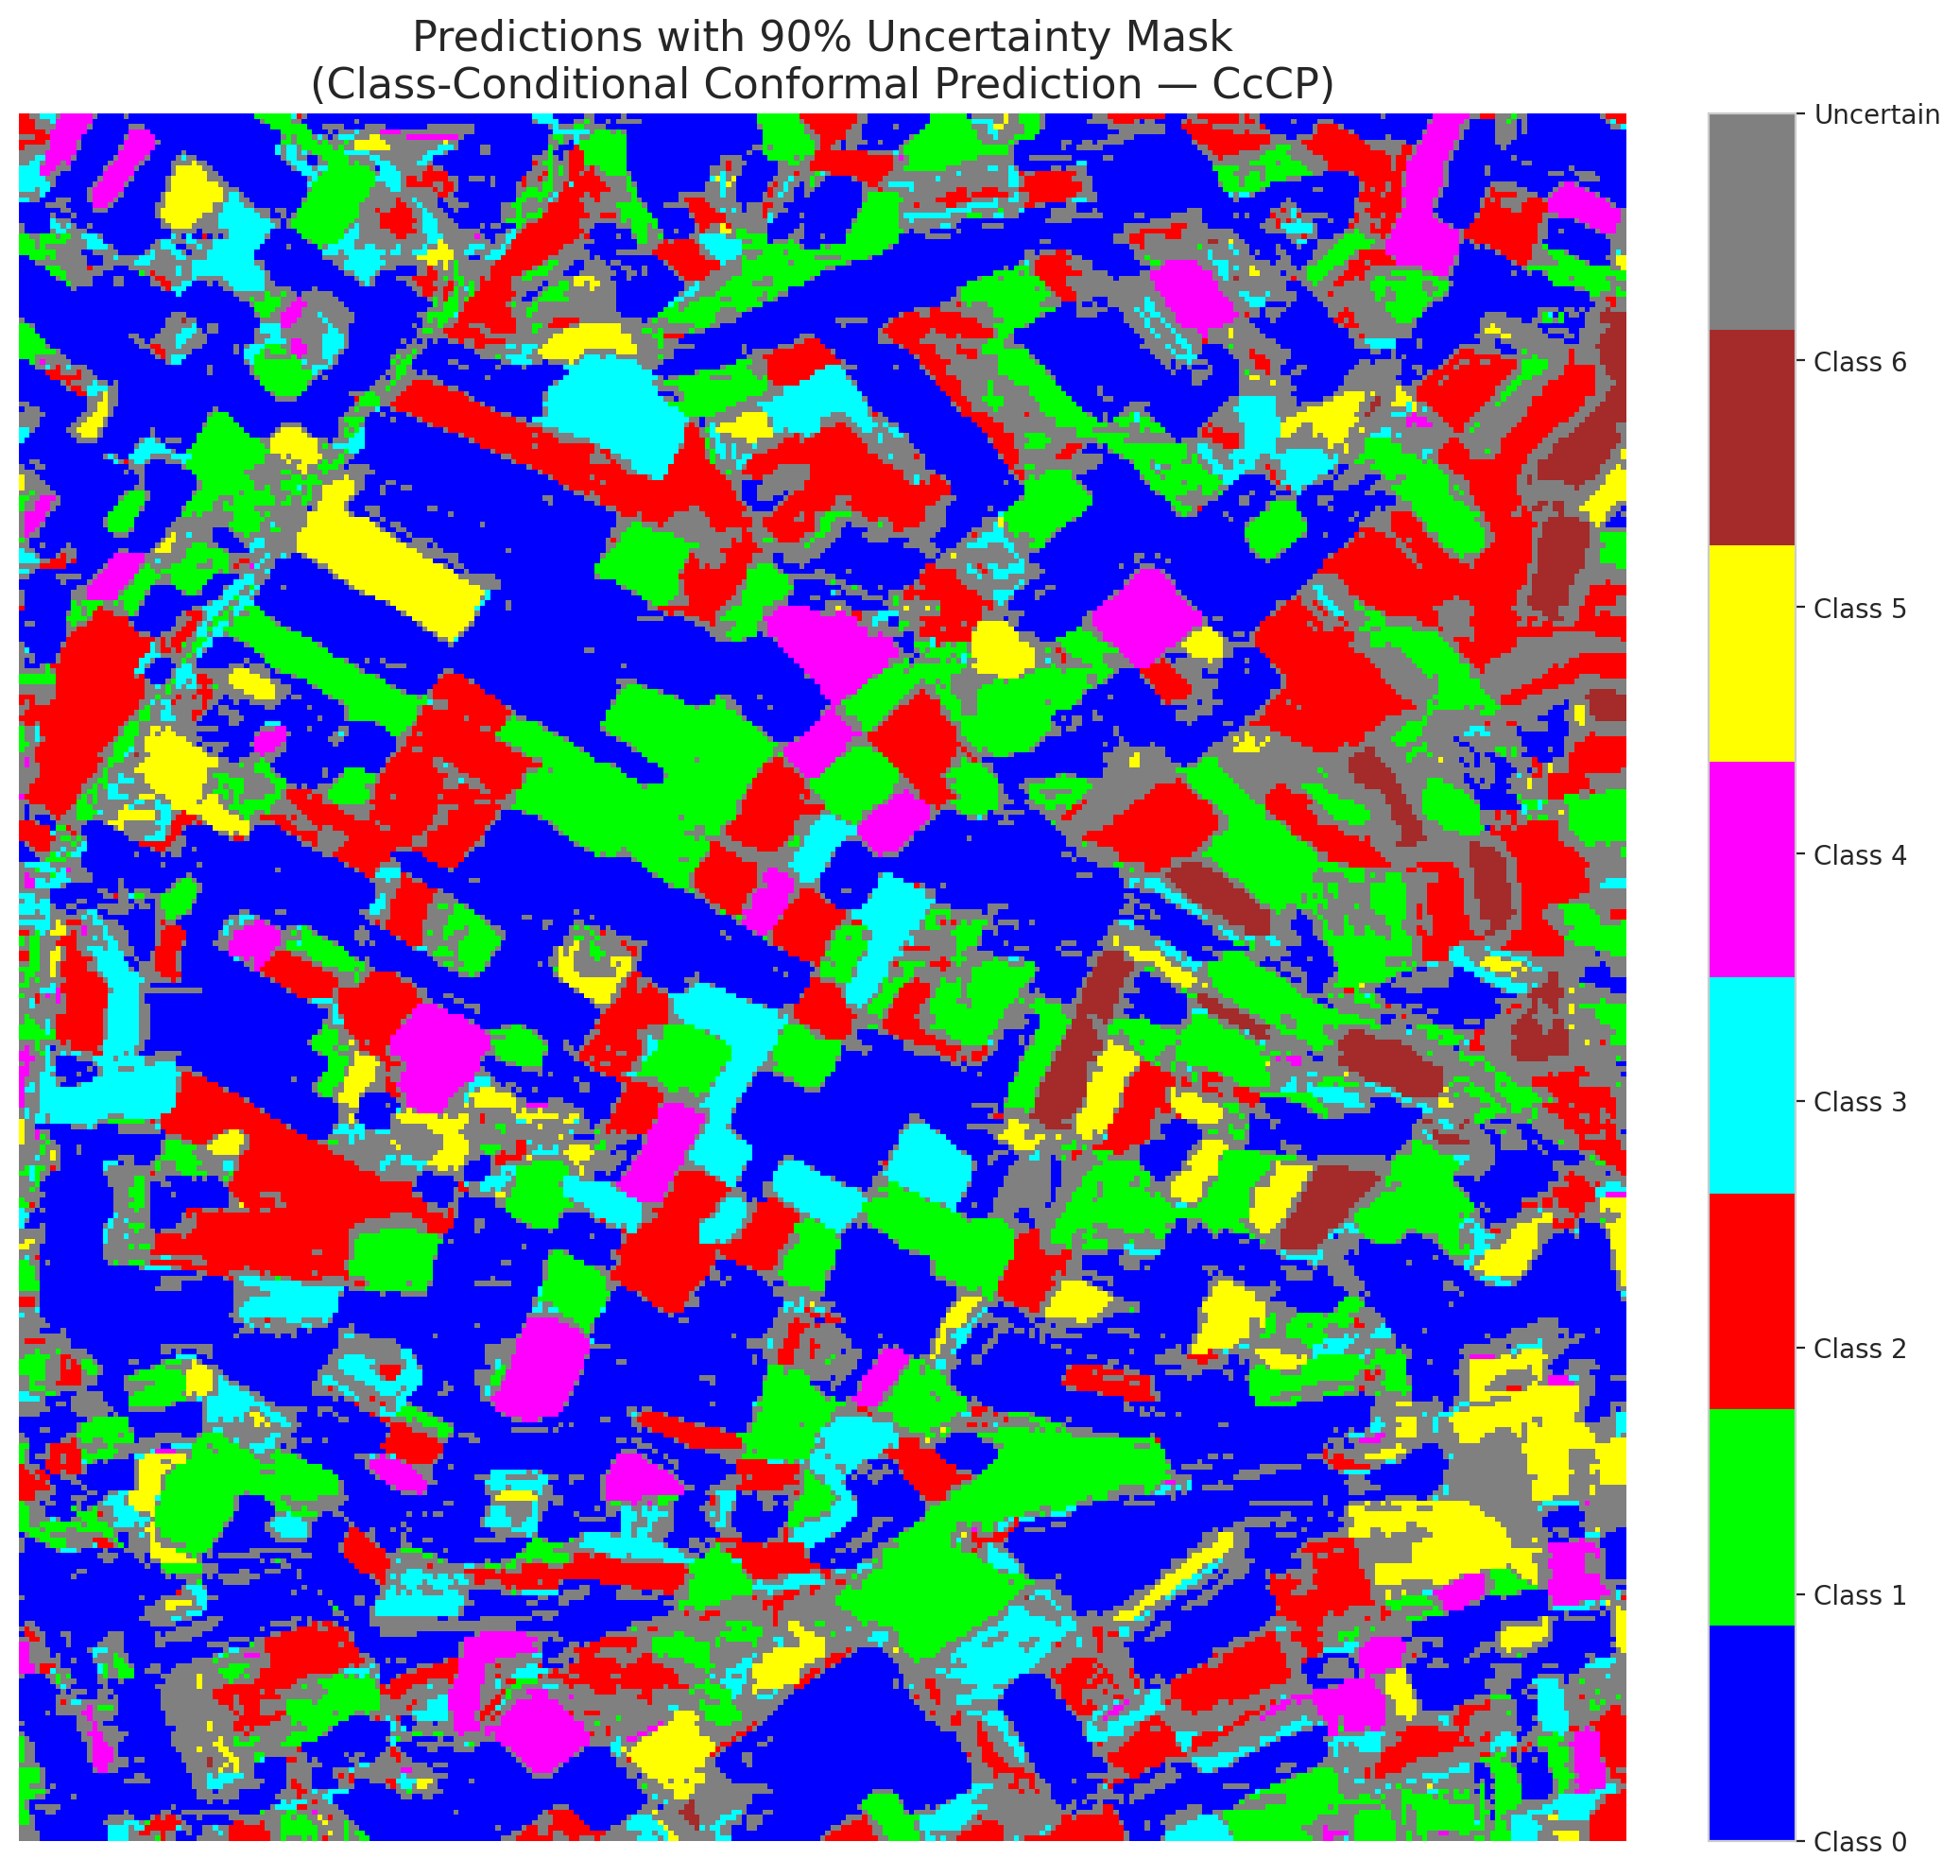 Predictions with 90% Uncertainty Mask
(Class-Conditional Conformal Prediction — CcCP)
Uncertain
Class 6
Class 5
Class 4
Class 3
Class 2
Class 1
Class 0